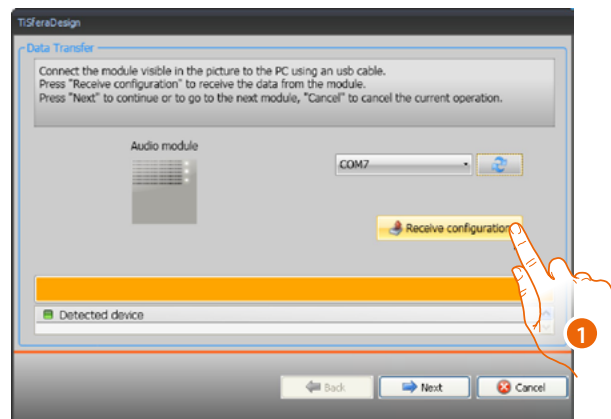 TiSferaDesign
Data Transfer
Connect the module visible in the picture to the PC using an usb cable.
Press "Receive configuration" to receive the data from the module.
Press "Next" to continue or to go to the next module, "Cancel" to cancel the current operation.
Audio module
COM7
Receive configuration
Detected device
1
Back
Next
Cancel